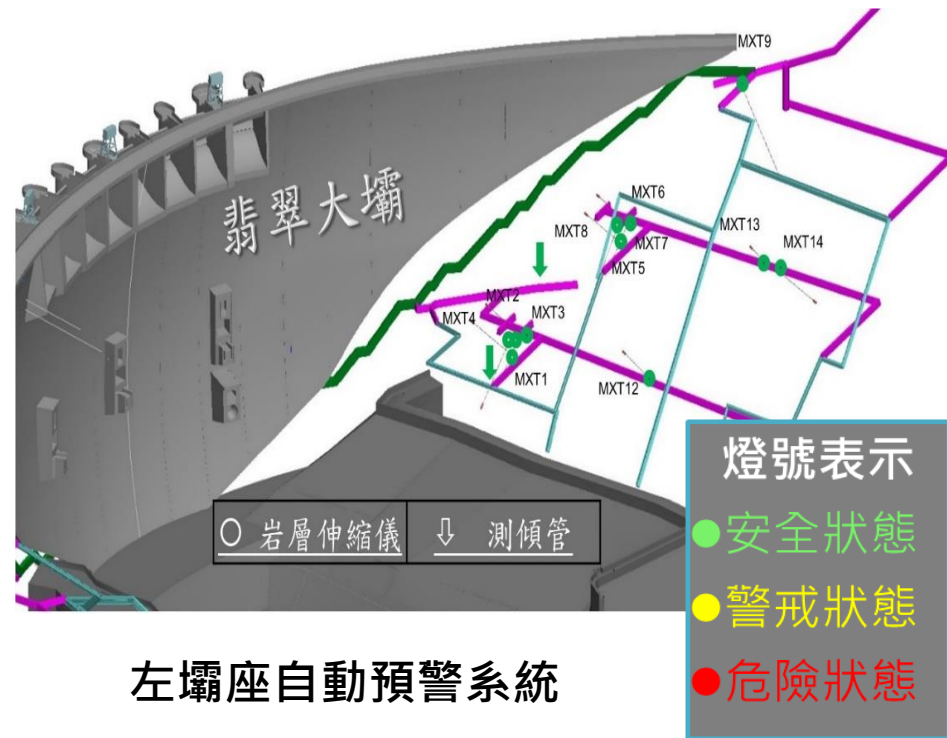 MXT9
翡翠大壩
MXT6
MXT8
MXT7
MXT5
MXT13
MXT14
MXT2
MXT4
MXT3
MXT1
MXT12
○ 岩層伸縮儀
⇩ 測傾管
燈號表示
●安全狀態
●警戒狀態
●危險狀態
左壩座自動預警系統